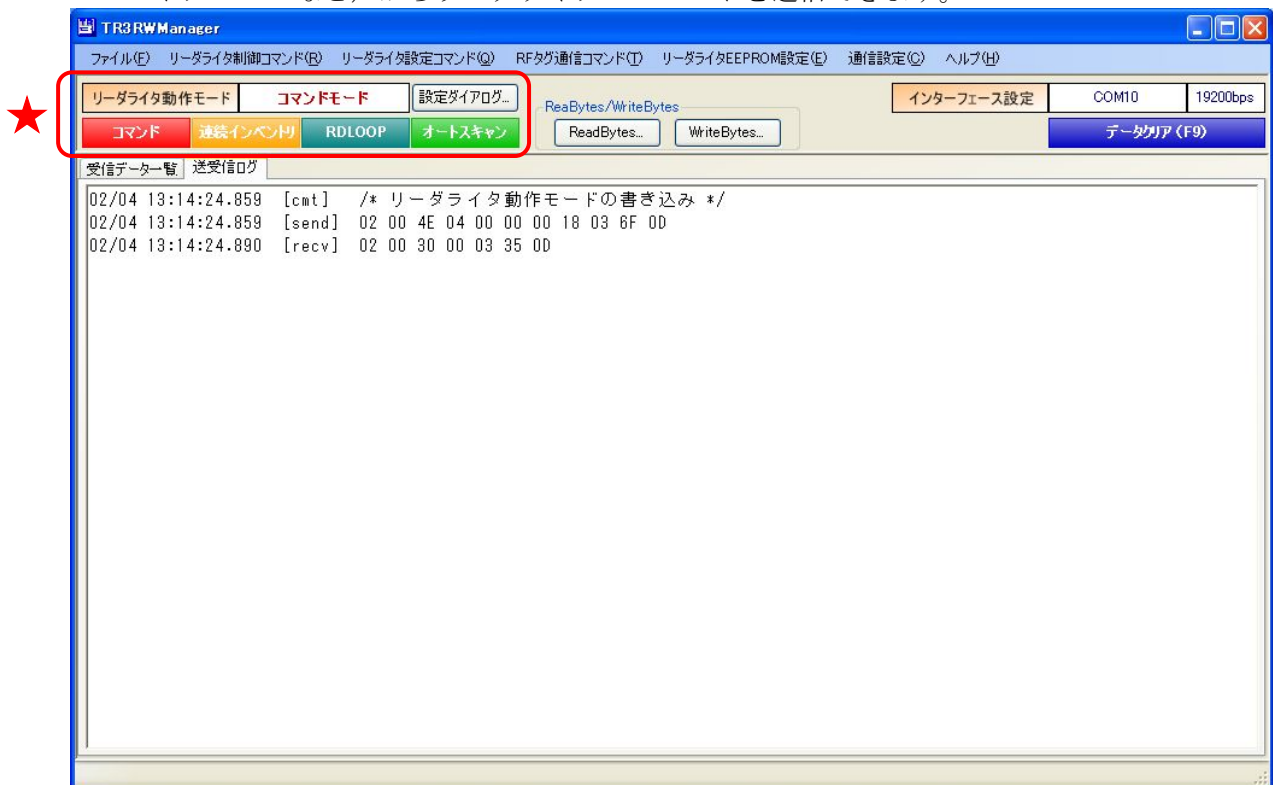 TR3RWManager
ファイル(F) リーダライタ制御コマンド(R) リーダライタ設定コマンド(Q) RFタグ通信コマンド(T) リーダライタEEPROM設定(E) 通信設定(C) ヘルプ(H)
リーダライタ動作モード コマンドモード 設定ダイアログ... ReaBytes/WriteBytes インターフェース設定 COM10 19200bps
コマンド 連続インベントリ RDLOOP オートスキャン ReadBytes... WriteBytes... データクリア(F9)
受信データ一覧 送受信ログ
02/04 13:14:24.859 [cmt] /* リーダライタ動作モードの書き込み */
02/04 13:14:24.859 [send] 02 00 4E 04 00 00 00 18 03 6F 0D
02/04 13:14:24.890 [recv] 02 00 30 00 03 35 0D